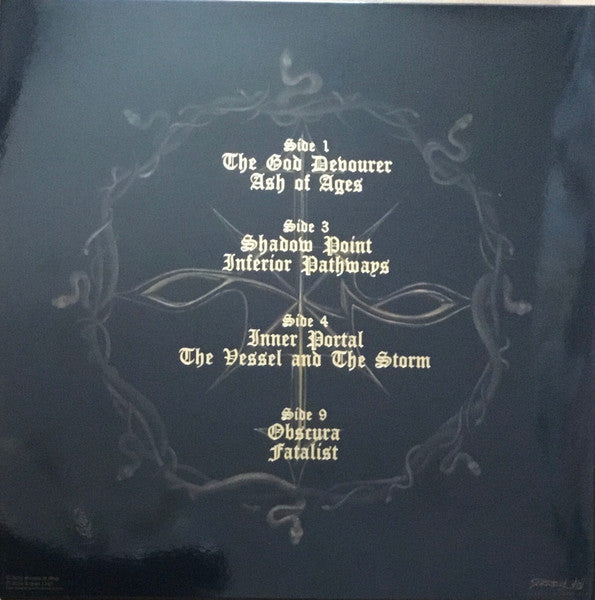 Side 1
The God Devourer
Ash of Ages
Side 3
Shadow Point
Inferior Pathways
Side 4
Inner Portal
The Vessel and The Storm
Side 9
Obscura
Fatalist